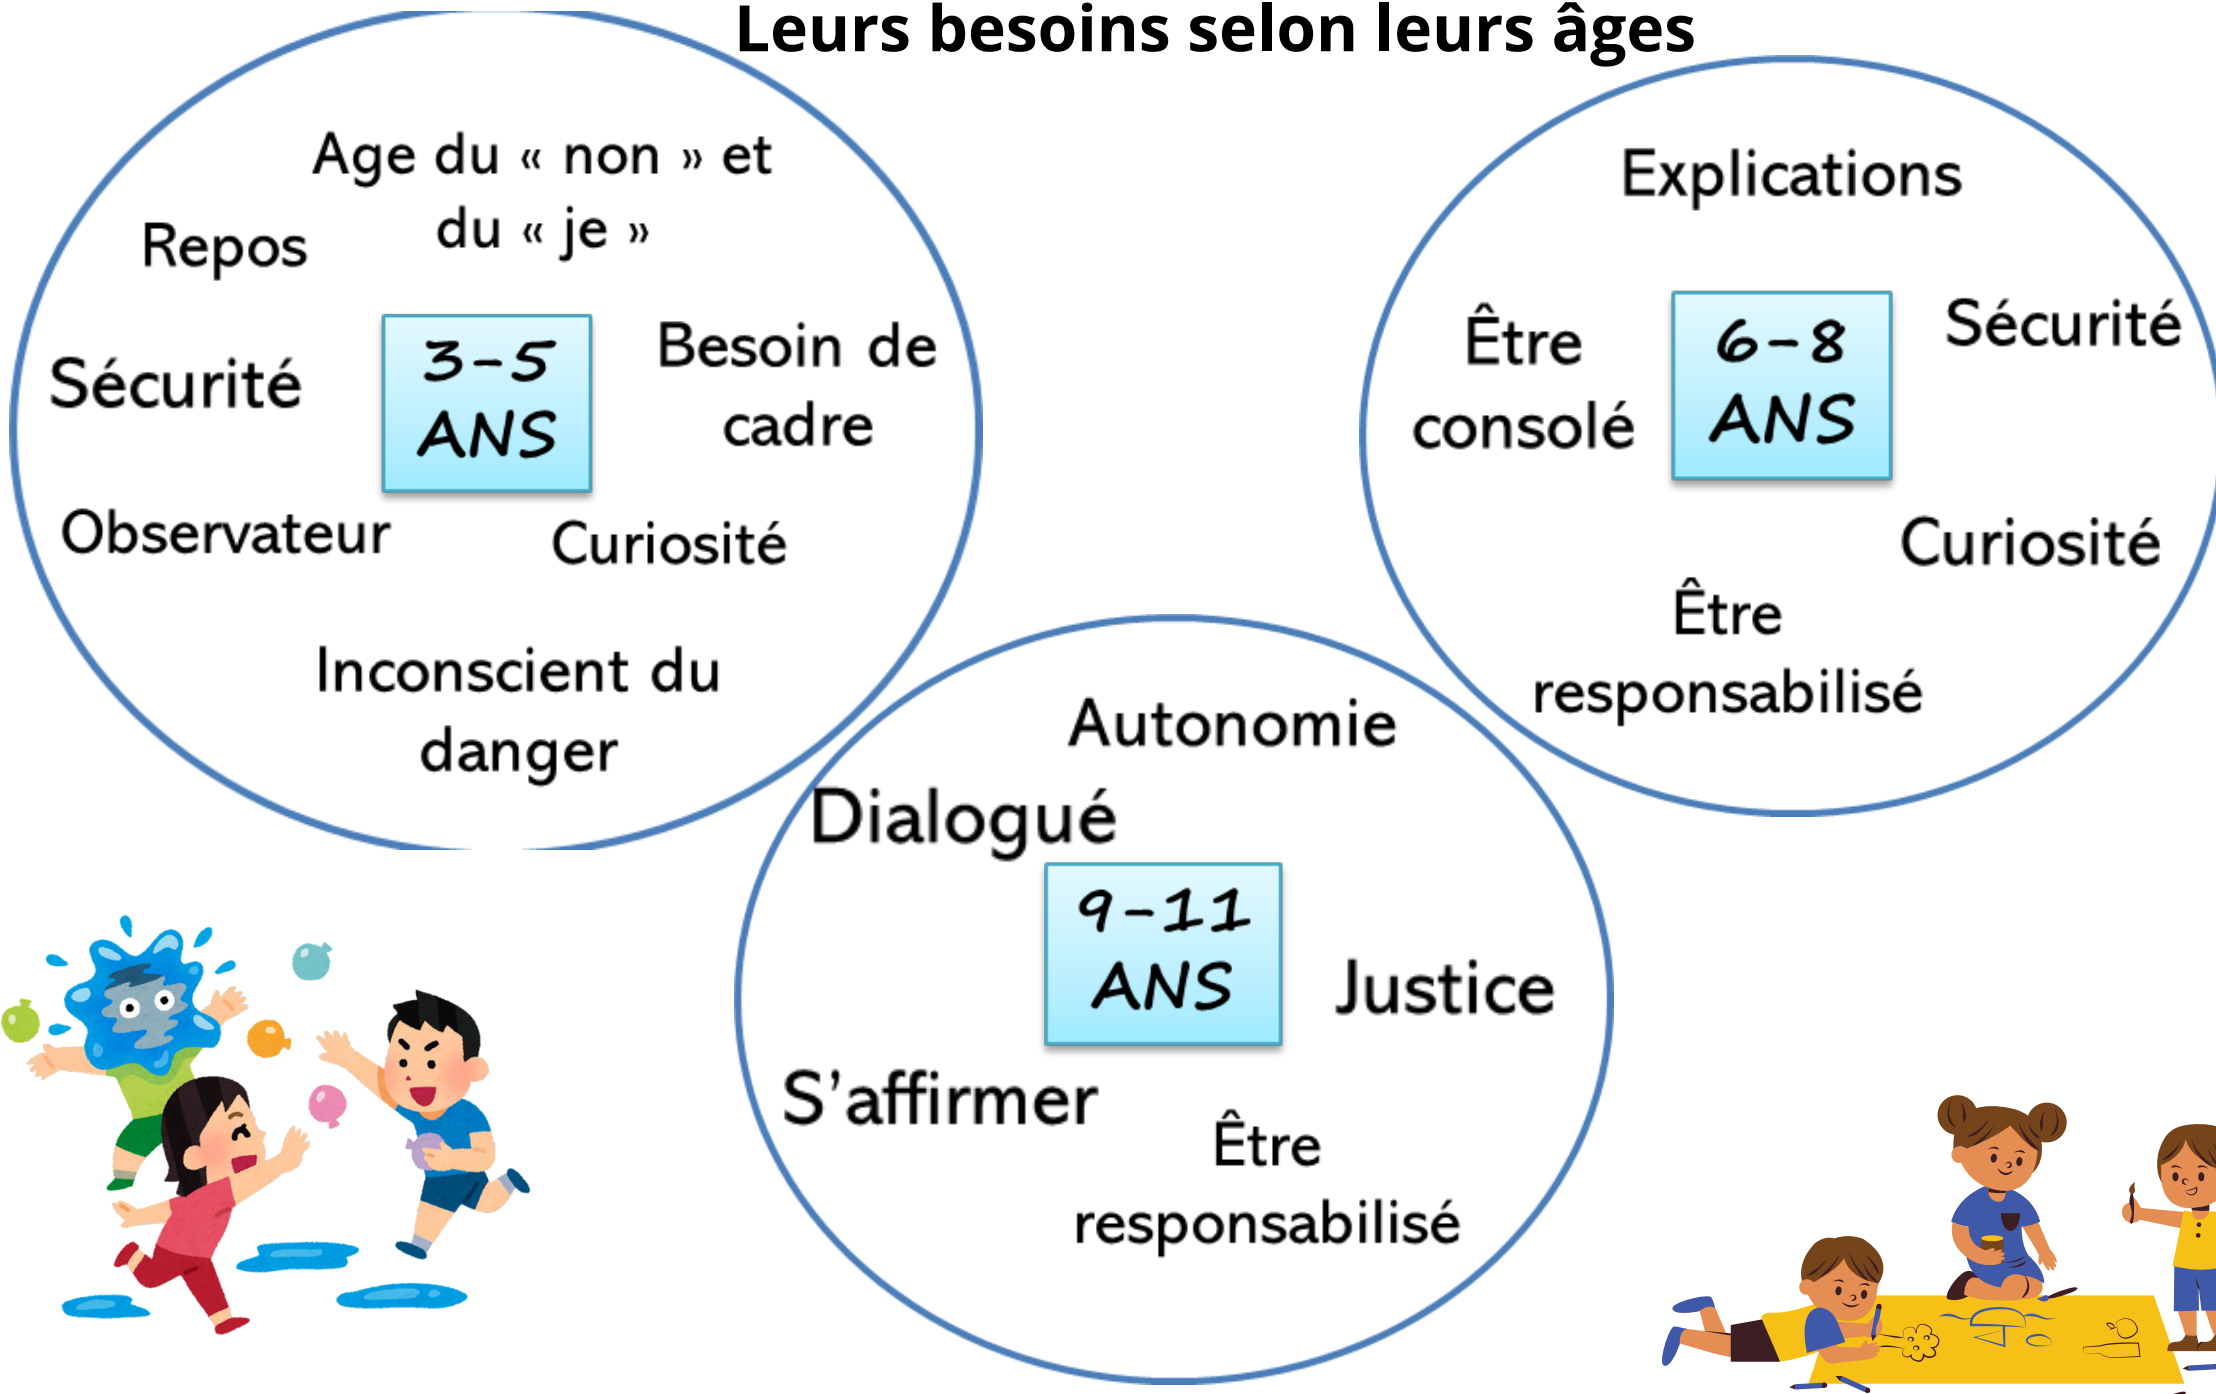 Leurs besoins selon leurs âges
Age du « non » et
du « je »
Repos
3-5
ANS
Besoin de
cadre
Sécurité
Observateur
Curiosité
Inconscient du
danger
Explications
Être
consolé
6-8
ANS
Sécurité
Curiosité
Être
responsabilisé
Autonomie
Dialogué
9-11
ANS
Justice
S'affirmer
Être
responsabilisé